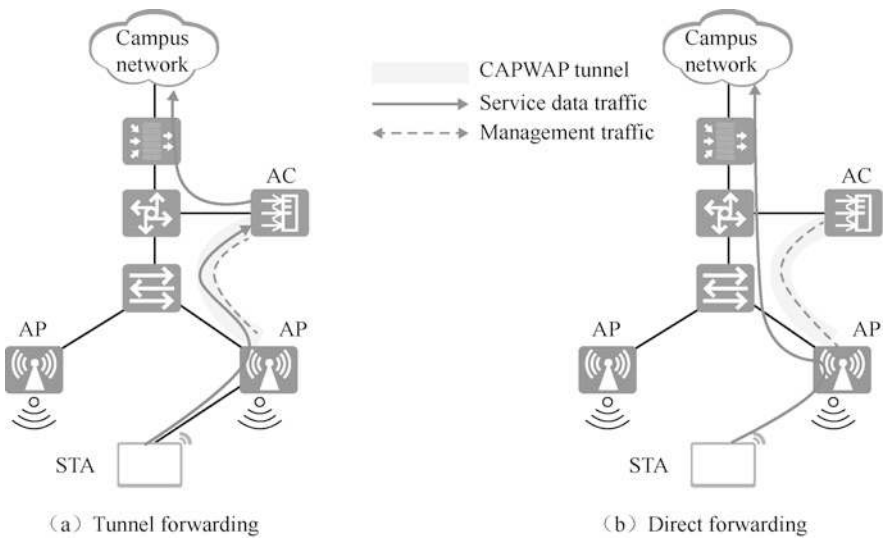 Campus
network
CAPWAP tunnel
Service data traffic
Management traffic
Campus
network
AC
AC
AP
AP
AP
AP
STA
STA
（a）Tunnel forwarding
（b）Direct forwarding